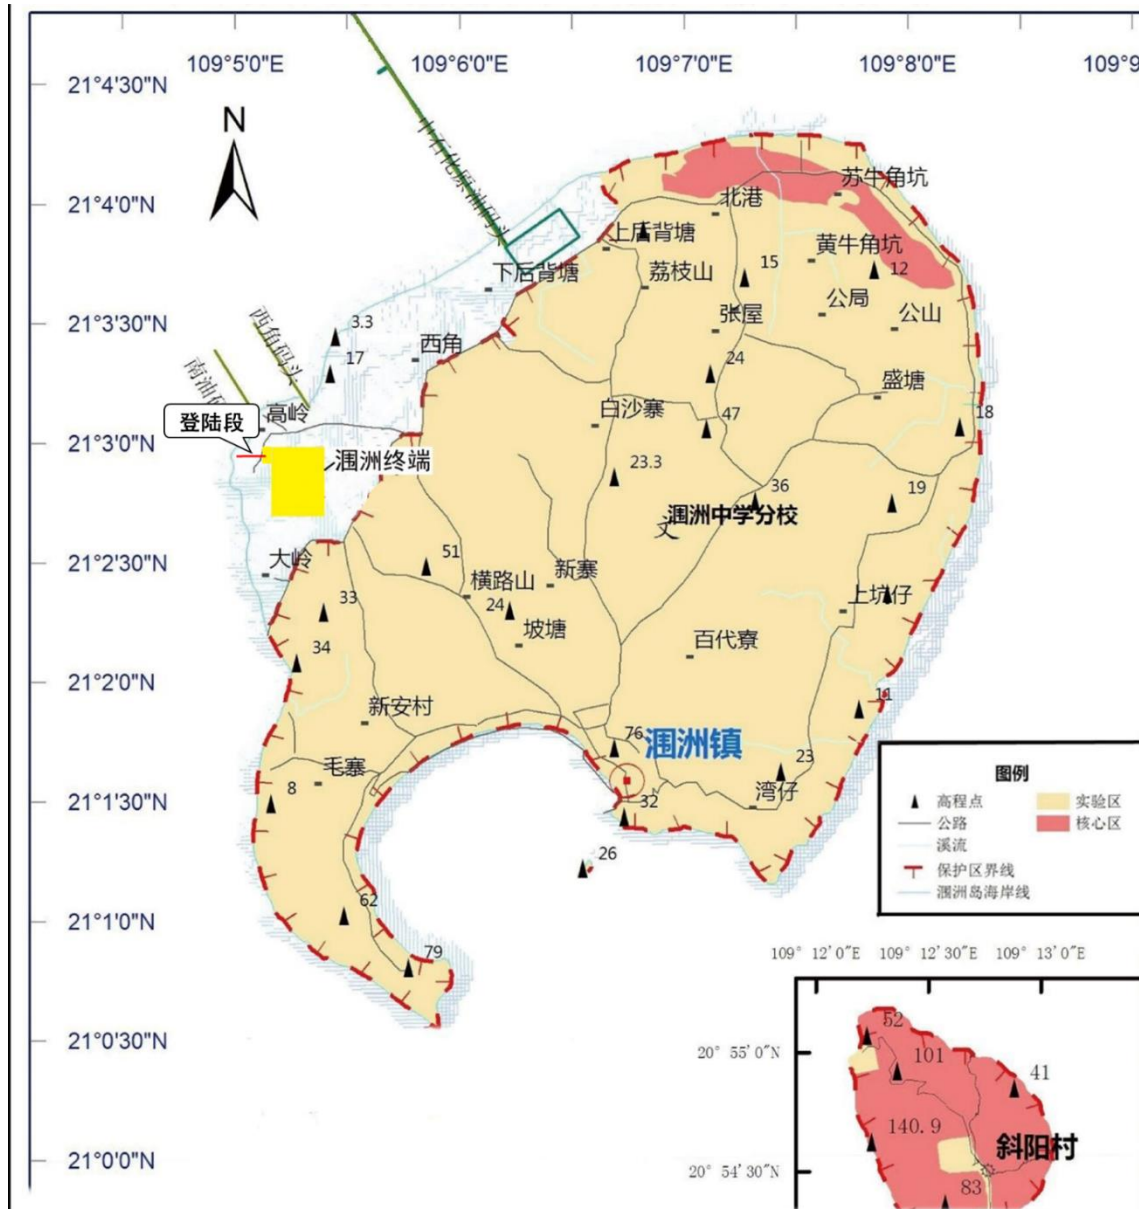 109°5'0"E 109°6'0"E 109°7'0"E 109°8'0"E
21°4'30"N
N
小石化原油码头
苏牛角坑
21°4'0"N
北港
上后背塘
黄牛角坑
下后背塘
荔枝山
15
12
公局
公山
21°3'30"N
3.3
张屋
西角码头
西角
17
24
盛塘
高岭
白沙寨
47
18
登陆段
21°3'0"N
涠洲终端
23.3
36
19
涠洲中学分校
21°2'30"N
大岭
51
横路山
新寨
24
上坑仔
33
坡塘
百代寮
34
21°2'0"N
新安村
11
76
涠洲镇
23
毛寨
8
32
湾仔
21°1'30"N
26
图例
高程点
实验区
公路
核心区
溪流
保护区界线
涠洲岛海岸线
62
21°1'0"N
79
109° 12'0"E 109° 12'30"E 109° 13'0"E
21°0'30"N
52
20° 55'0"N
101
41
140.9
斜阳村
21°0'0"N
20° 54'30"N
83